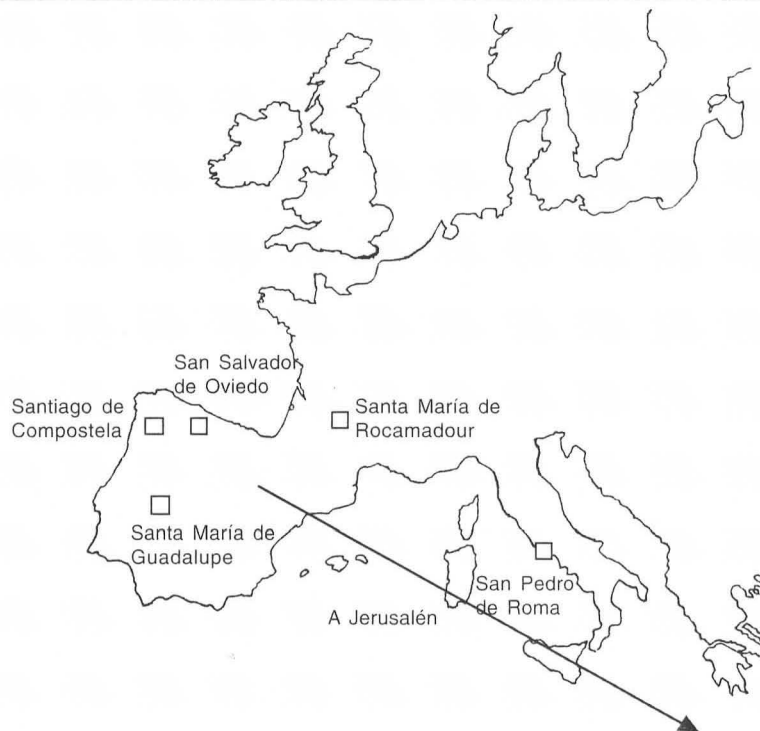 San Salvador
de Oviedo
Santiago de
Compostela
Santa María de
Rocamadour
Santa María de
Guadalupe
San Pedro
de Roma
A Jerusalén